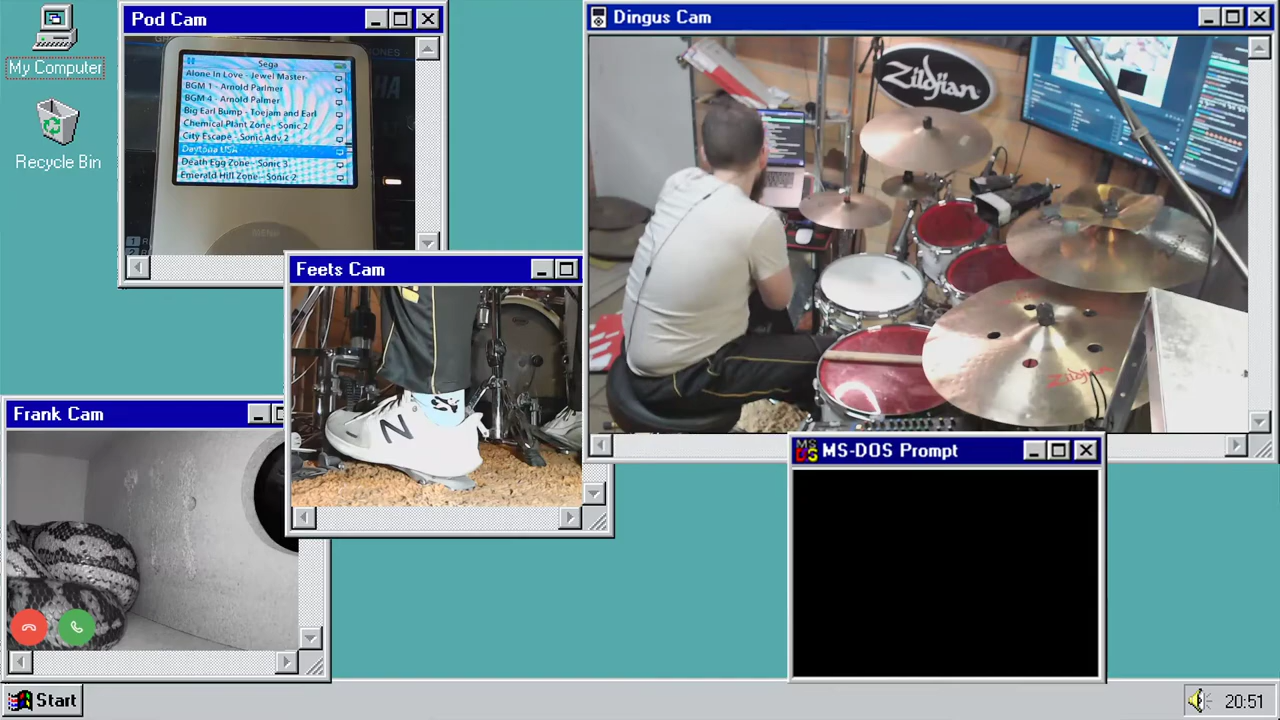 My Computer
Recycle Bin
Pod Cam
Sega
Alone In Love - Jewel Master
BGM 1 - Arnold Parlmer
BGM 4 - Arnold Palmer
Big Earl Bump - Toejam and Earl
Chemical Plant Zone - Sonic 2
City Escape - Sonic Adv 2
Daytona USA
Death Egg Zone - Sonic 3
Emerald Hill Zone - Sonic 2
MENU
Feets Cam
N
Frank Cam
Dingus Cam
Zildjian
Zildjian
MS-DOS Prompt
Start
20:51